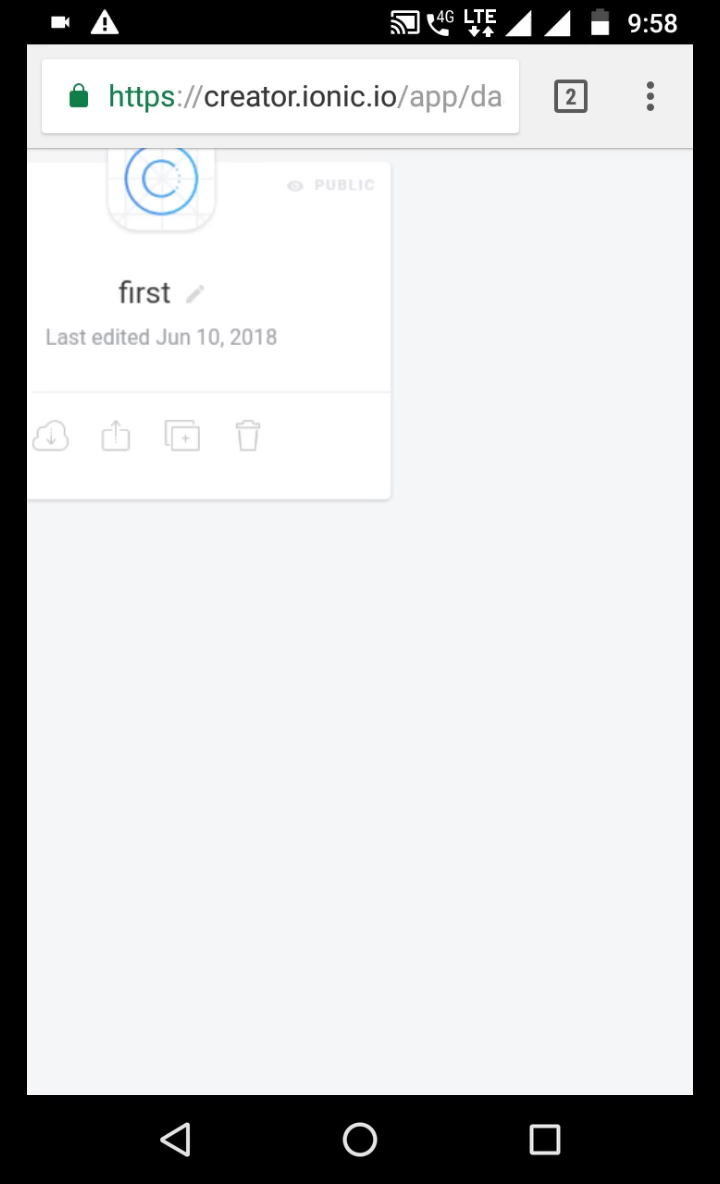 4G LTE 9:58
https://creator.ionic.io/app/da
2
PUBLIC
first
Last edited Jun 10, 2018